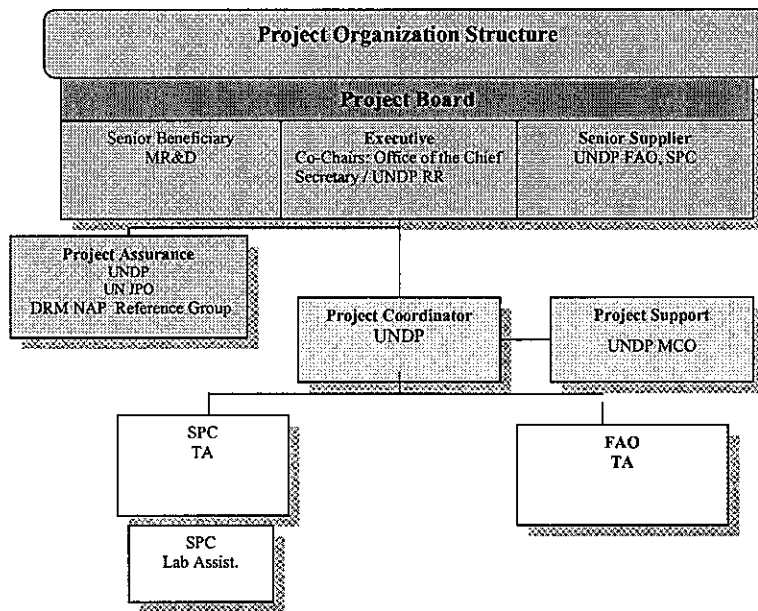 Project Organization Structure
Project Board
Senior Beneficiary
MR&D
Executive
Co-Chairs: Office of the Chief
Secretary / UNDP RR
Senior Supplier
UNDP FAO, SPC
Project Assurance
UNDP
UN JPO
DRM NAP Reference Group
Project Coordinator
UNDP
Project Support
UNDP MCO
SPC
TA
FAO
TA
SPC
Lab Assist.